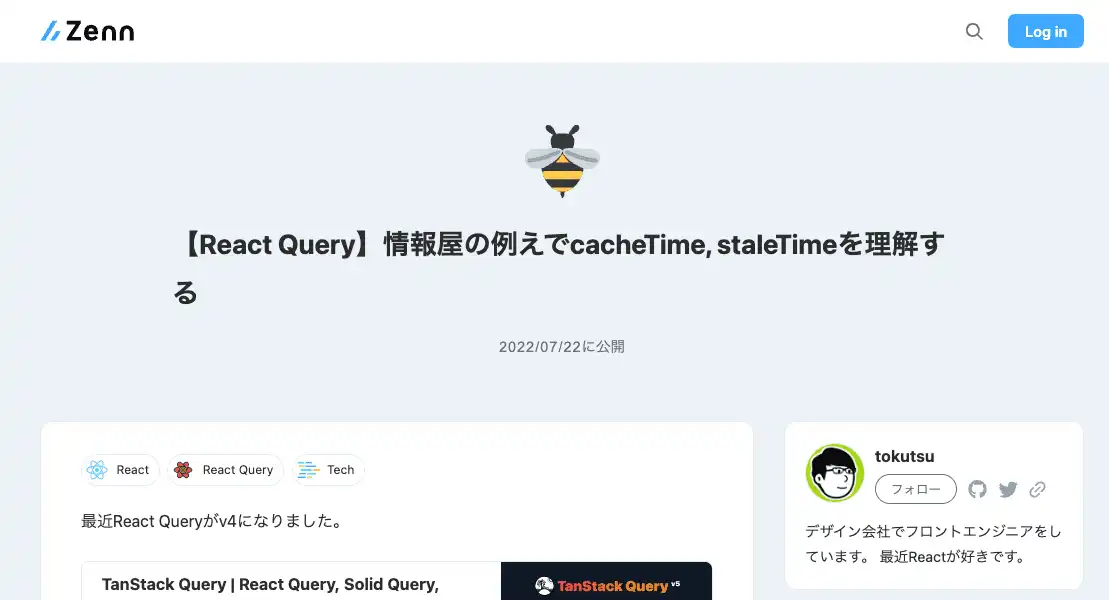 Zenn
Log in
【React Query】情報屋の例えでcacheTime, staleTimeを理解す
る
2022/07/22に公開
React
React Query
Tech
最近React Queryがv4になりました。
TanStack Query | React Query, Solid Query,
TanStack Query v5
tokutsu
フォロー
デザイン会社でフロントエンジニアをし
ています。 最近Reactが好きです。